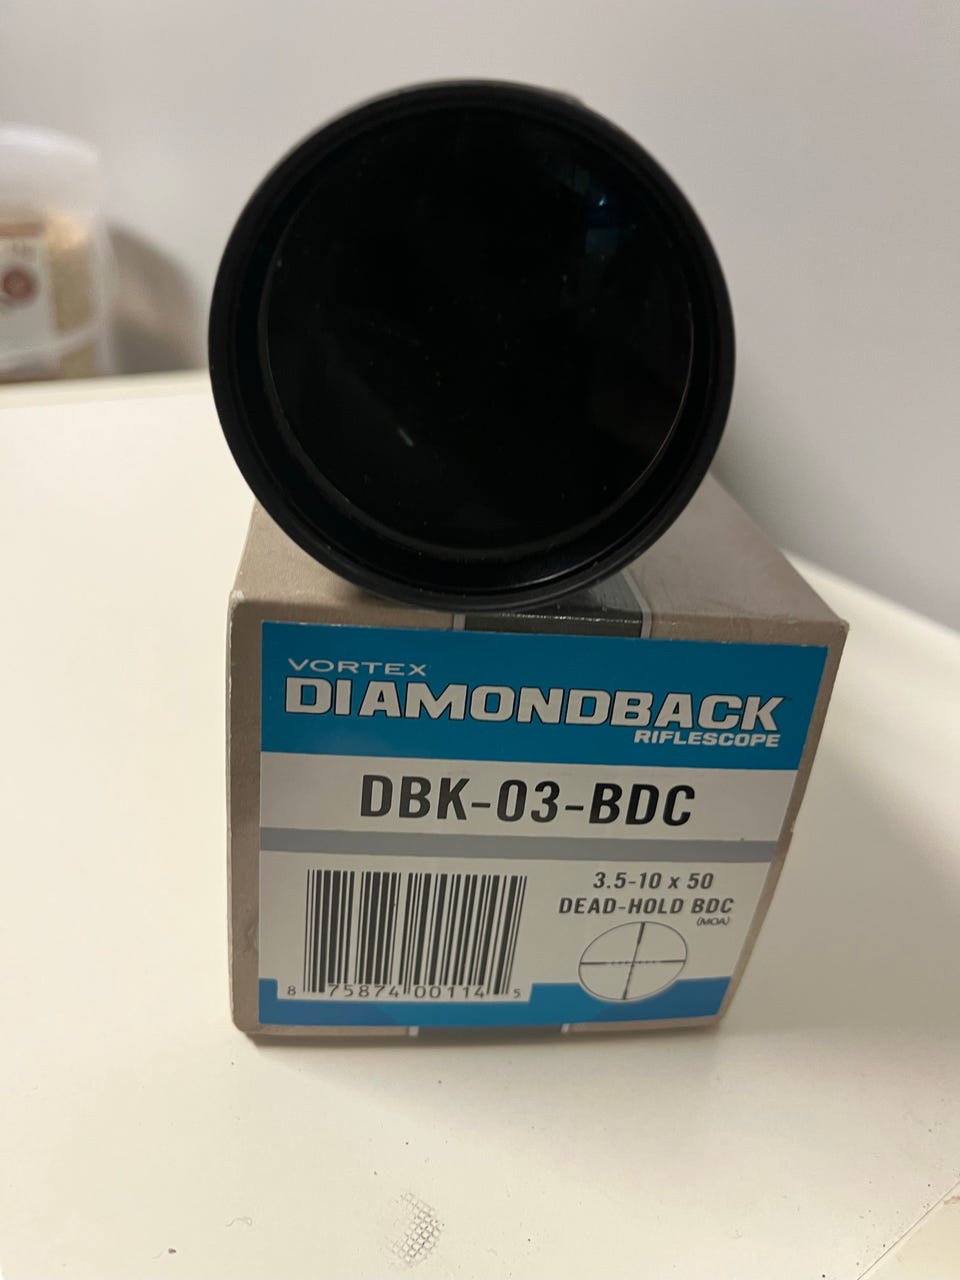 VORTEX
DIAMONDBACK
RIFLESCOPE
DBK-03-BDC
3.5-10 x 50
DEAD-HOLD BDC
(MOA)
8 75874 00114 5